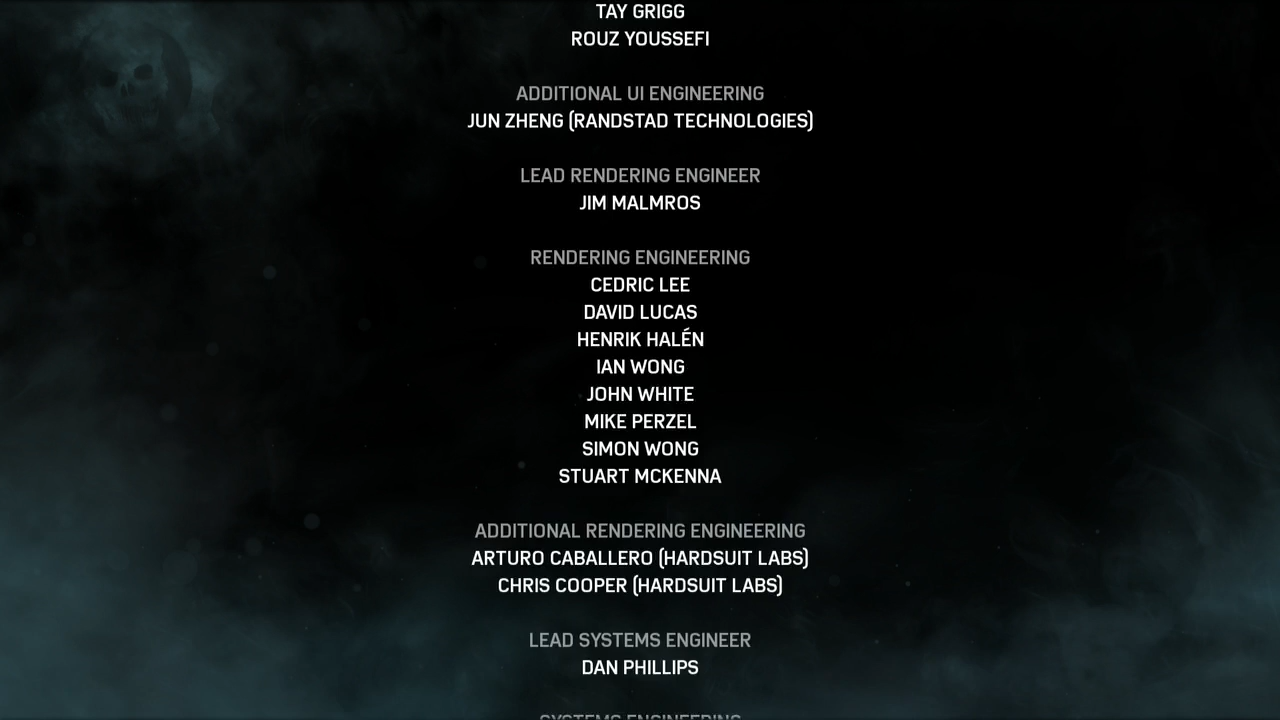 TAY GRIGG
ROUZ YOUSSEFI
ADDITIONAL UI ENGINEERING
JUN ZHENG (RANDSTAD TECHNOLOGIES)
LEAD RENDERING ENGINEER
JIM MALMROS
RENDERING ENGINEERING
CEDRIC LEE
DAVID LUCAS
HENRIK HALÉN
IAN WONG
JOHN WHITE
MIKE PERZEL
SIMON WONG
STUART MCKENNA
ADDITIONAL RENDERING ENGINEERING
ARTURO CABALLERO (HARDSUIT LABS)
CHRIS COOPER (HARDSUIT LABS)
LEAD SYSTEMS ENGINEER
DAN PHILLIPS
SYSTEMS ENGINEERING